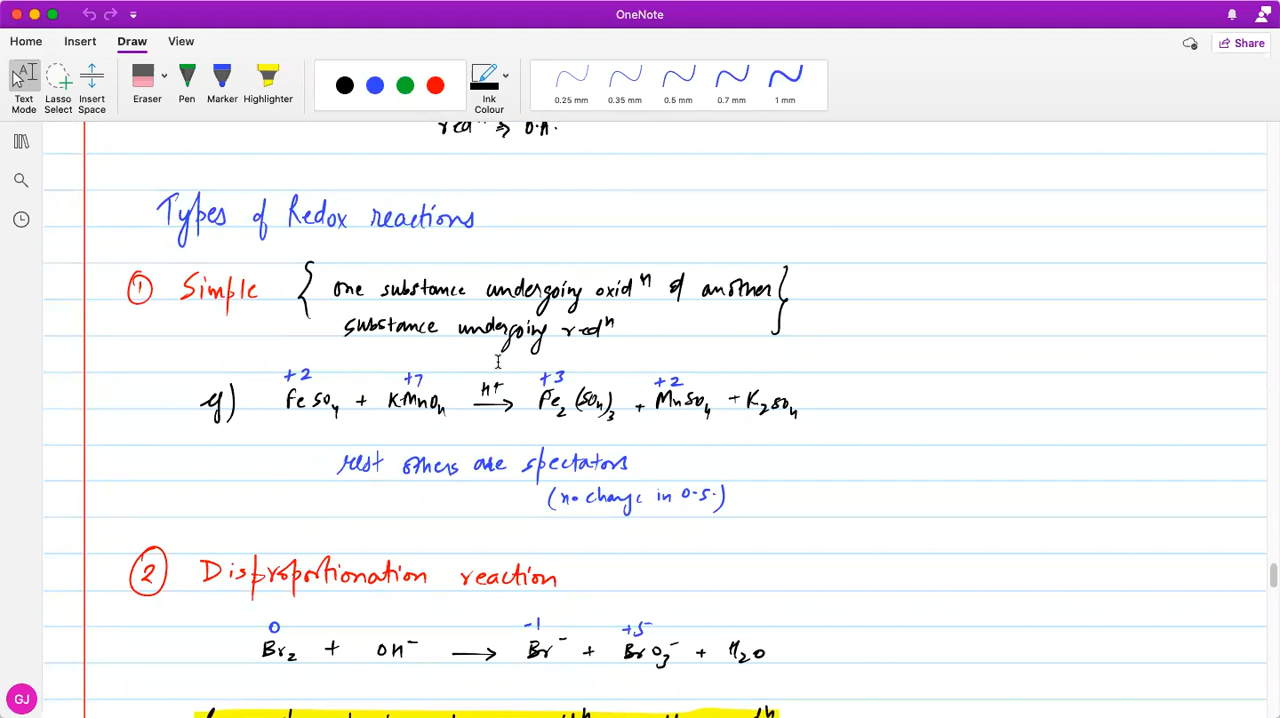 OneNote
Home Insert Draw View Share
Text Mode Lasso Select Insert Space Eraser Pen Marker Highlighter Ink Colour 0.25 mm 0.35 mm 0.5 mm 0.7 mm 1 mm
redⁿ ⇒ O.A.
Types of Redox reactions
① Simple { one substance undergoing oxidⁿ & another
substance undergoing redⁿ }
+2 +7 +3 +2
eg) FeSO₄ + KMnO₄ —H⁺→ Fe₂(SO₄)₃ + MnSO₄ + K₂SO₄
rest others are spectators
(no change in O.S.)
② Disproportionation reaction
0 -1 +5
Br₂ + OH⁻ → Br⁻ + BrO₃⁻ + H₂O
GJ